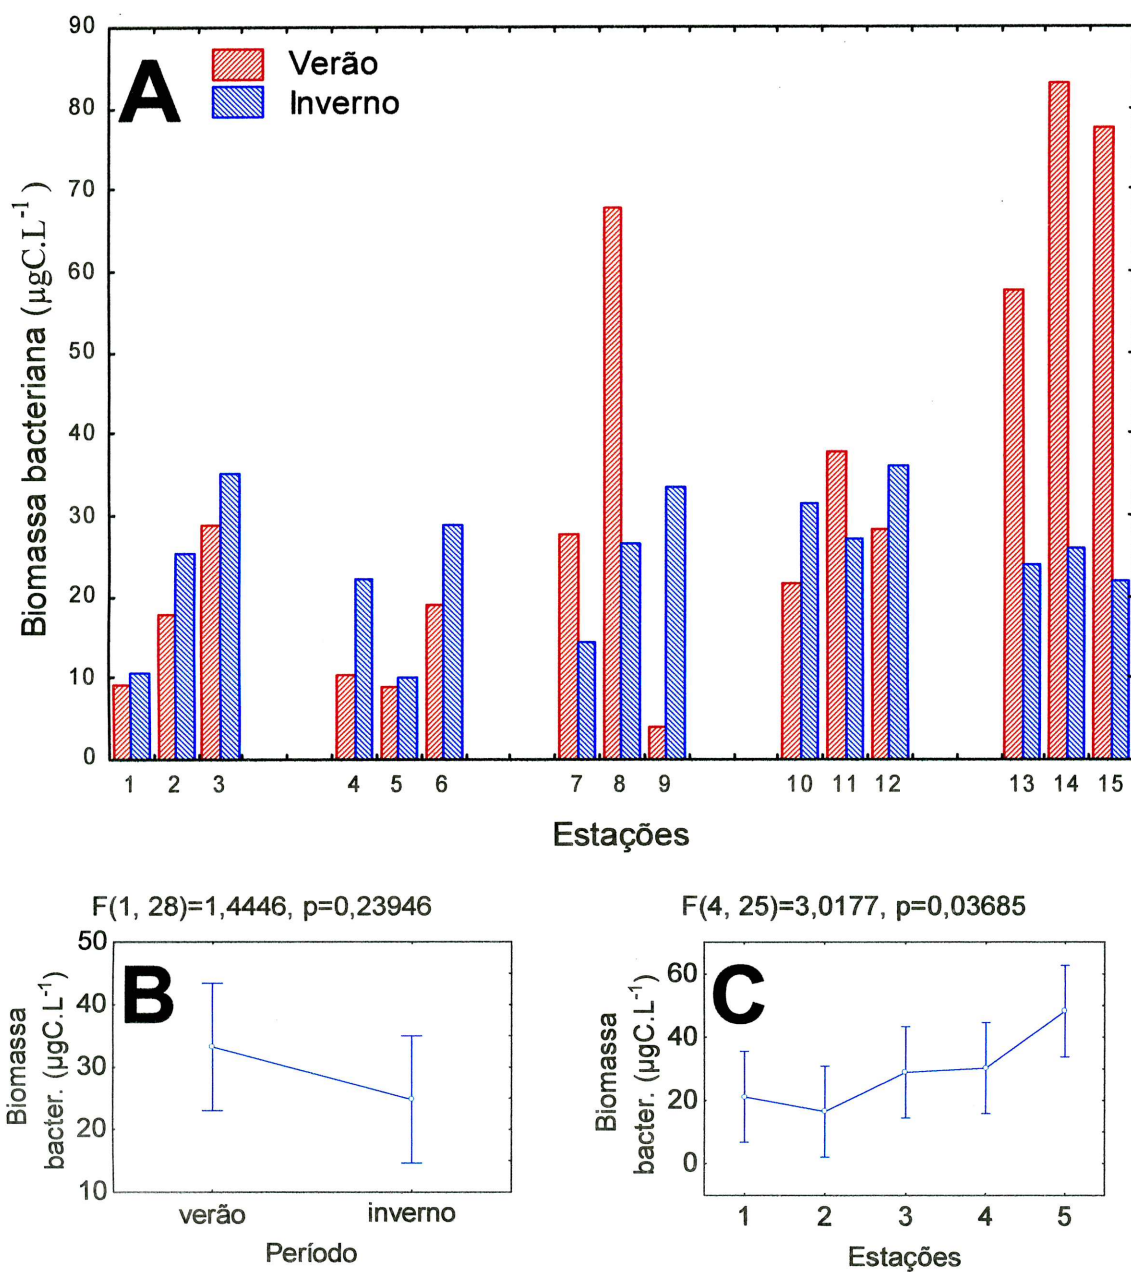 A
Verão
Inverno
Biomassa bacteriana (µgC.L-1)
90
80
70
60
50
40
30
20
10
0
1 2 3 4 5 6 7 8 9 10 11 12 13 14 15
Estações
F(1, 28)=1,4446, p=0,23946
B
Biomassa
bacter. (µgC.L-1)
50
40
30
20
10
verão inverno
Período
F(4, 25)=3,0177, p=0,03685
C
Biomassa
bacter. (µgC.L-1)
60
40
20
0
1 2 3 4 5
Estações